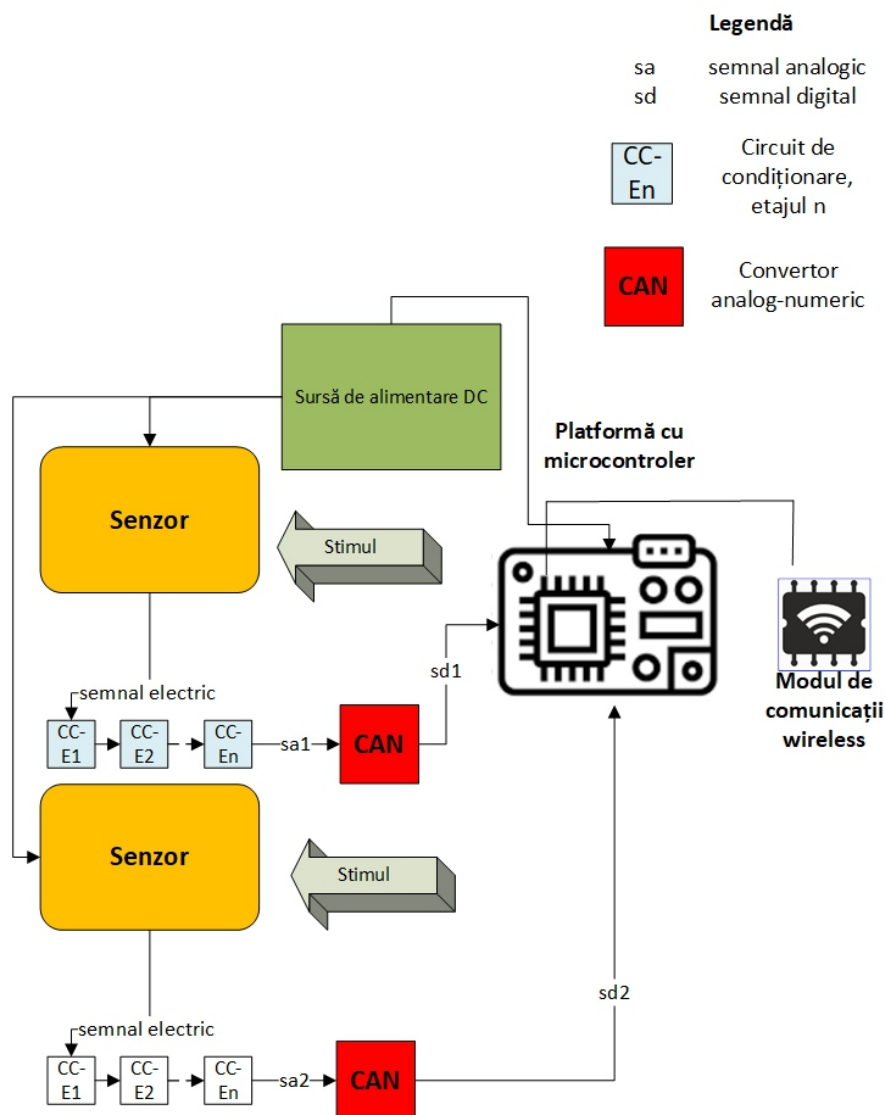 Legendă
sa semnal analogic
sd semnal digital
CC-
En
Circuit de
condiționare,
etajul n
CAN
Convertor
analog-numeric
Sursă de alimentare DC
Platformă cu
microcontroler
Senzor
Stimul
sd1
semnal electric
CC-
E1
CC-
E2
CC-
En
sa1
CAN
Modul de
comunicații
wireless
Senzor
Stimul
sd2
semnal electric
CC-
E1
CC-
E2
CC-
En
sa2
CAN